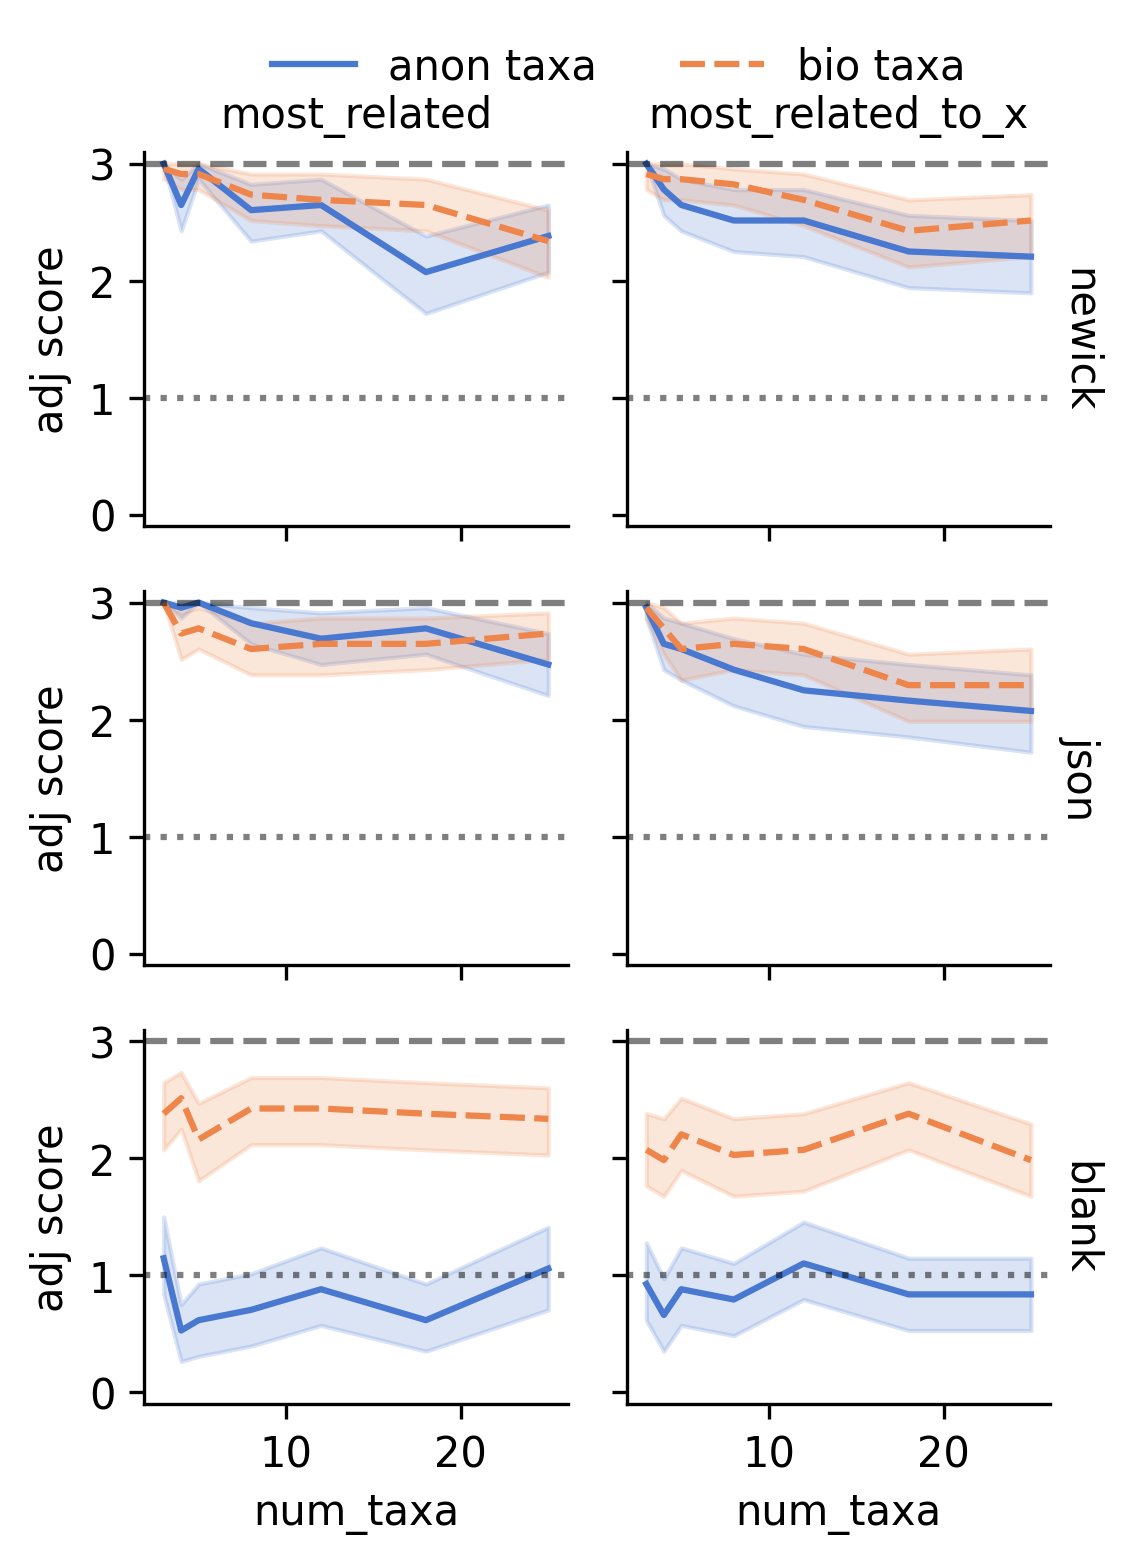 anon taxa bio taxa
most_related most_related_to_x
3
2
1
0
adj score
newick
3
2
1
0
adj score
json
3
2
1
0
adj score
blank
10 20 10 20
num_taxa num_taxa